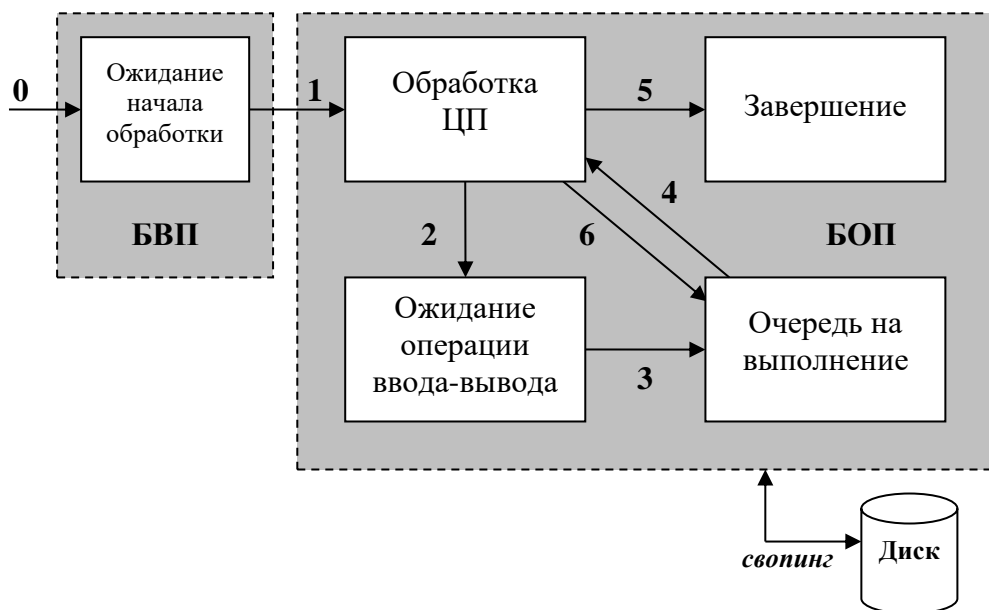 0
Ожидание
начала
обработки
БВП
1
Обработка
ЦП
5
Завершение
2
6
4
БОП
Ожидание
операции
ввода-вывода
3
Очередь на
выполнение
свопинг
Диск